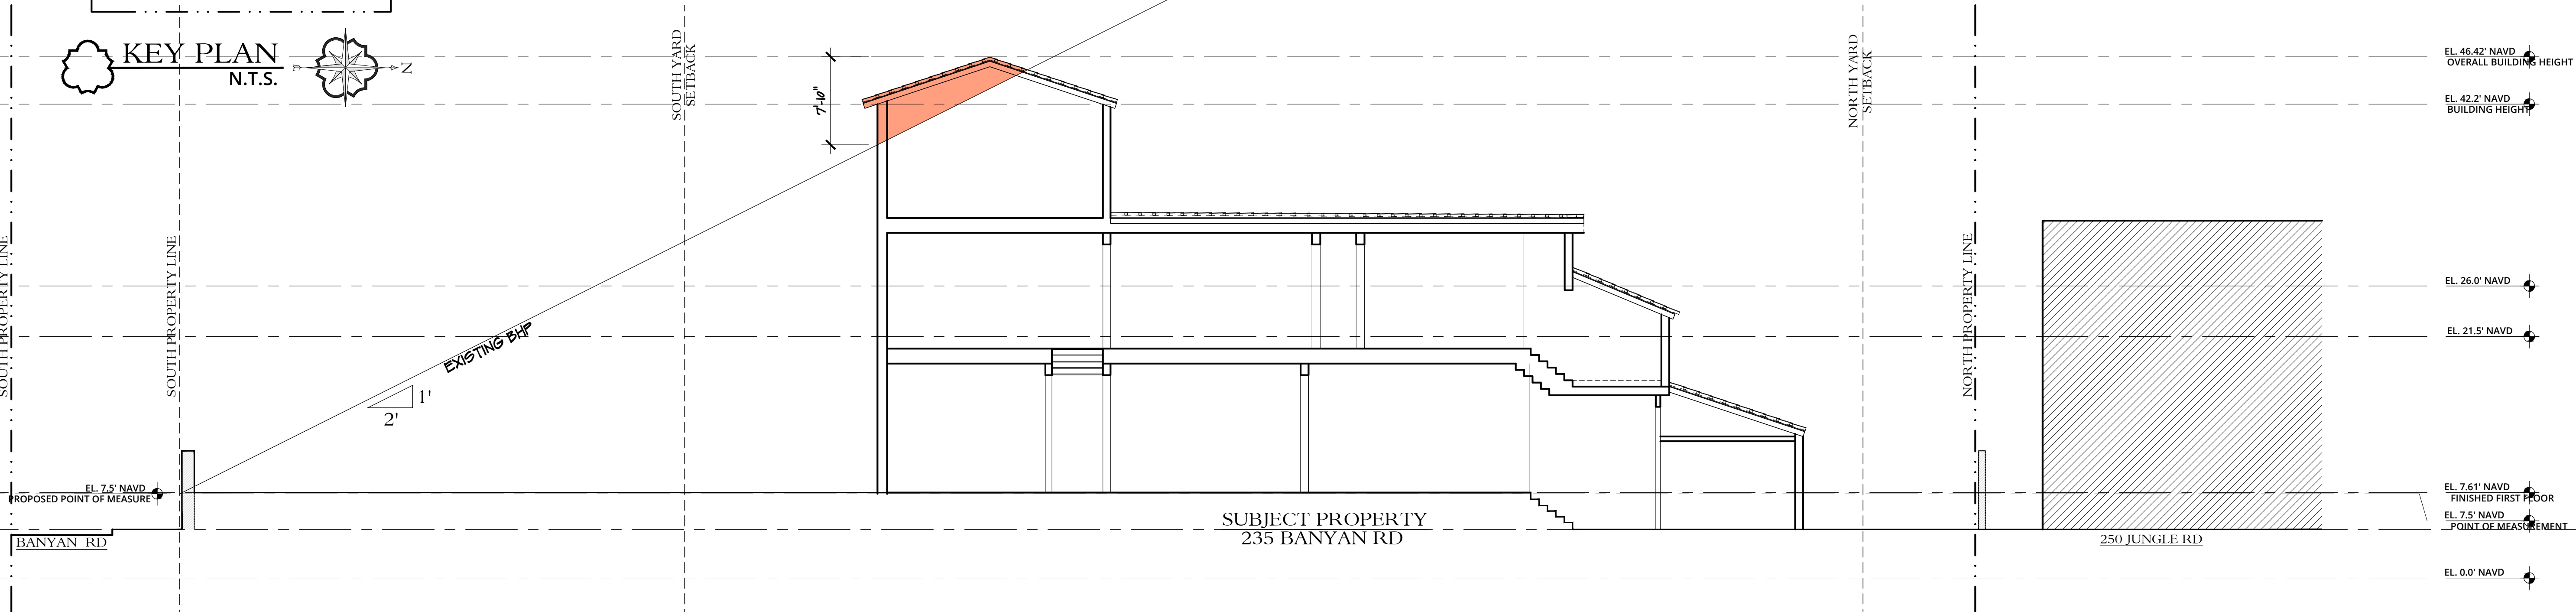 KEY PLAN
N.T.S.
N
SOUTH YARD
SETBACK
NORTH YARD
SETBACK
EL. 46.42' NAVD
OVERALL BUILDING HEIGHT
EL. 42.2' NAVD
BUILDING HEIGHT
7'-10"
SOUTH PROPERTY LINE
SOUTH PROPERTY LINE
NORTH PROPERTY LINE
EL. 26.0' NAVD
EL. 21.5' NAVD
EXISTING BHP
1'
2'
EL. 7.5' NAVD
PROPOSED POINT OF MEASURE
EL. 7.61' NAVD
FINISHED FIRST FLOOR
EL. 7.5' NAVD
POINT OF MEASUREMENT
SUBJECT PROPERTY
235 BANYAN RD
BANYAN RD
250 JUNGLE RD
EL. 0.0' NAVD